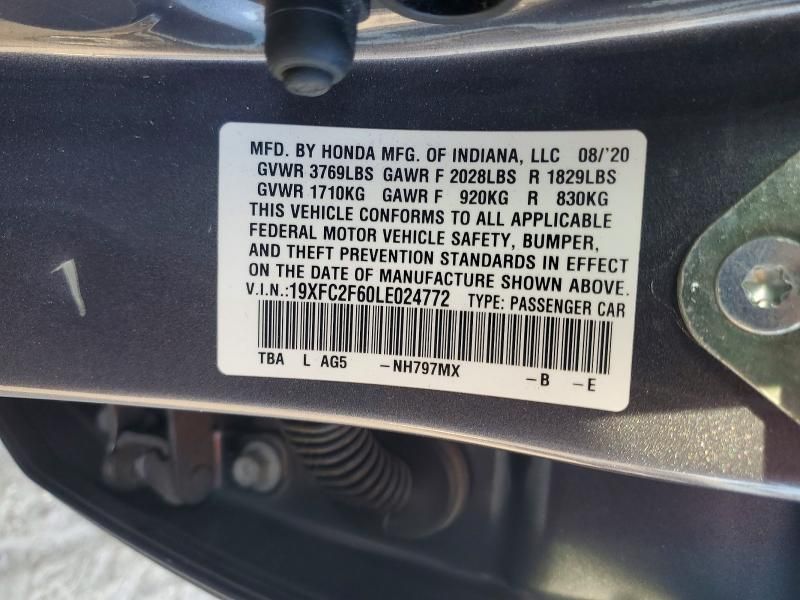 MFD. BY HONDA MFG. OF INDIANA, LLC 08/'20
GVWR 3769LBS GAWR F 2028LBS R 1829LBS
GVWR 1710KG GAWR F 920KG R 830KG
THIS VEHICLE CONFORMS TO ALL APPLICABLE
FEDERAL MOTOR VEHICLE SAFETY, BUMPER,
AND THEFT PREVENTION STANDARDS IN EFFECT
ON THE DATE OF MANUFACTURE SHOWN ABOVE.
V.I.N.:19XFC2F60LE024772 TYPE: PASSENGER CAR
TBA L AG5 -NH797MX -B -E